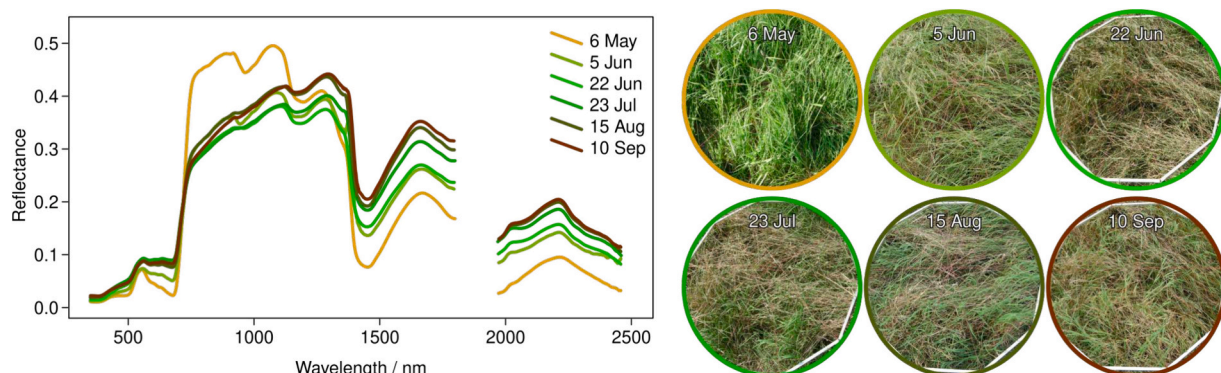 0.5
0.4
0.3
0.2
0.1
0.0
Reflectance
500
1000
1500
2000
2500
Wavelength / nm
6 May
5 Jun
22 Jun
23 Jul
15 Aug
10 Sep
6 May
5 Jun
22 Jun
23 Jul
15 Aug
10 Sep